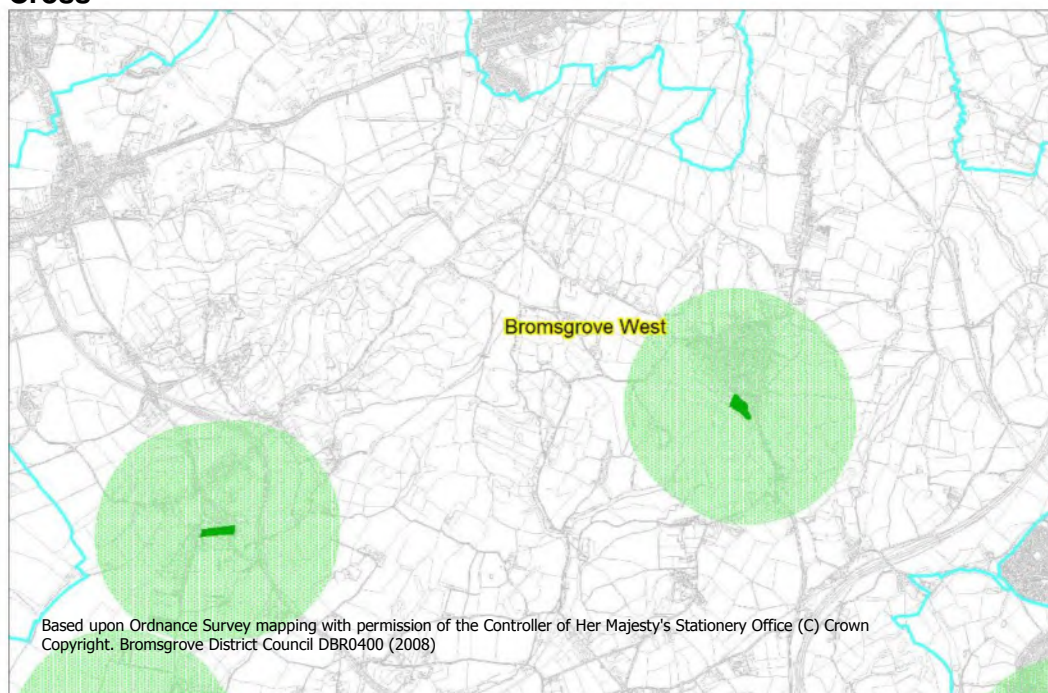 Cross
Bromsgrove West
Based upon Ordnance Survey mapping with permission of the Controller of Her Majesty's Stationery Office (C) Crown
Copyright. Bromsgrove District Council DBR0400 (2008)